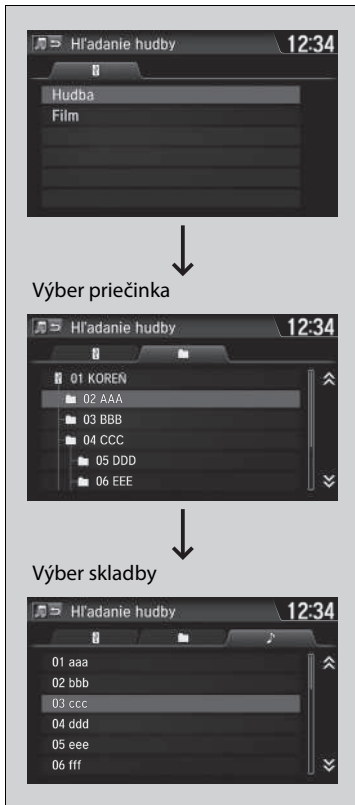 Hľadanie hudby 12:34
Hudba
Film
Výber priečinka
Hľadanie hudby 12:34
01 KOREŇ
02 AAA
03 BBB
04 CCC
05 DDD
06 EEE
Výber skladby
Hľadanie hudby 12:34
01 aaa
02 bbb
03 ccc
04 ddd
05 eee
06 fff